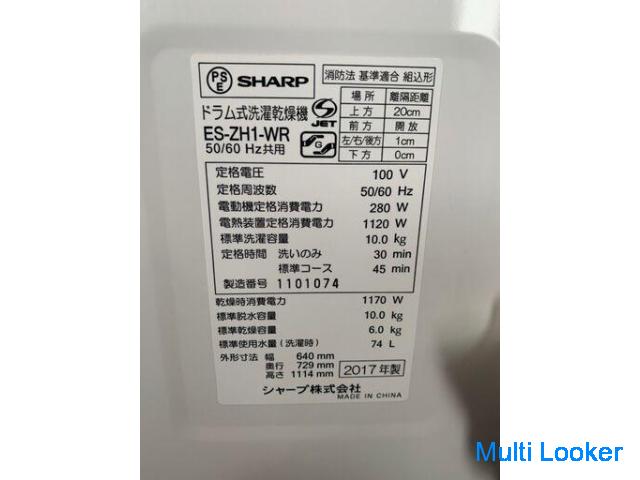 PSE SHARP
ドラム式洗濯乾燥機
ES-ZH1-WR
50/60 Hz共用
S-JET
G
消防法 基準適合 組込形
場所 離隔距離
上方 20cm
前方 開放
左/右/後方 1cm
下方 0cm
定格電圧 100 V
定格周波数 50/60 Hz
電動機定格消費電力 280 W
電熱装置定格消費電力 1120 W
標準洗濯容量 10.0 kg
定格時間 洗いのみ 30 min
標準コース 45 min
製造番号 1101074
乾燥時消費電力 1170 W
標準脱水容量 10.0 kg
標準乾燥容量 6.0 kg
標準使用水量(洗濯時) 74 L
外形寸法 幅 640 mm
奥行 729 mm
高さ 1114 mm
2017年製
シャープ株式会社
MADE IN CHINA
Multi Looker